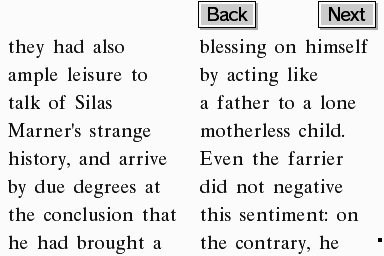 Back Next
they had also
ample leisure to
talk of Silas
Marner's strange
history, and arrive
by due degrees at
the conclusion that
he had brought a
blessing on himself
by acting like
a father to a lone
motherless child.
Even the farrier
did not negative
this sentiment: on
the contrary, he